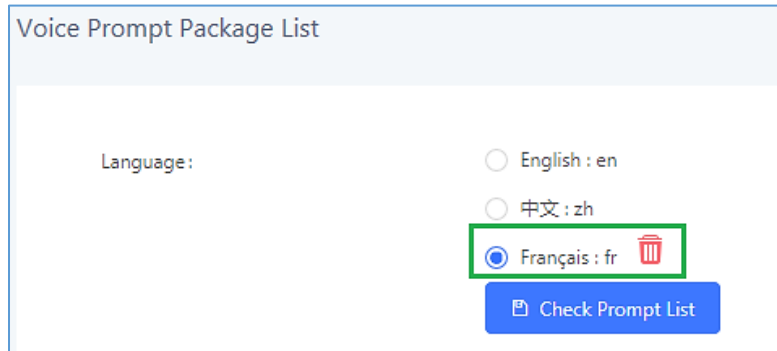 Voice Prompt Package List
Language:
English : en
中文 : zh
Français : fr
Check Prompt List